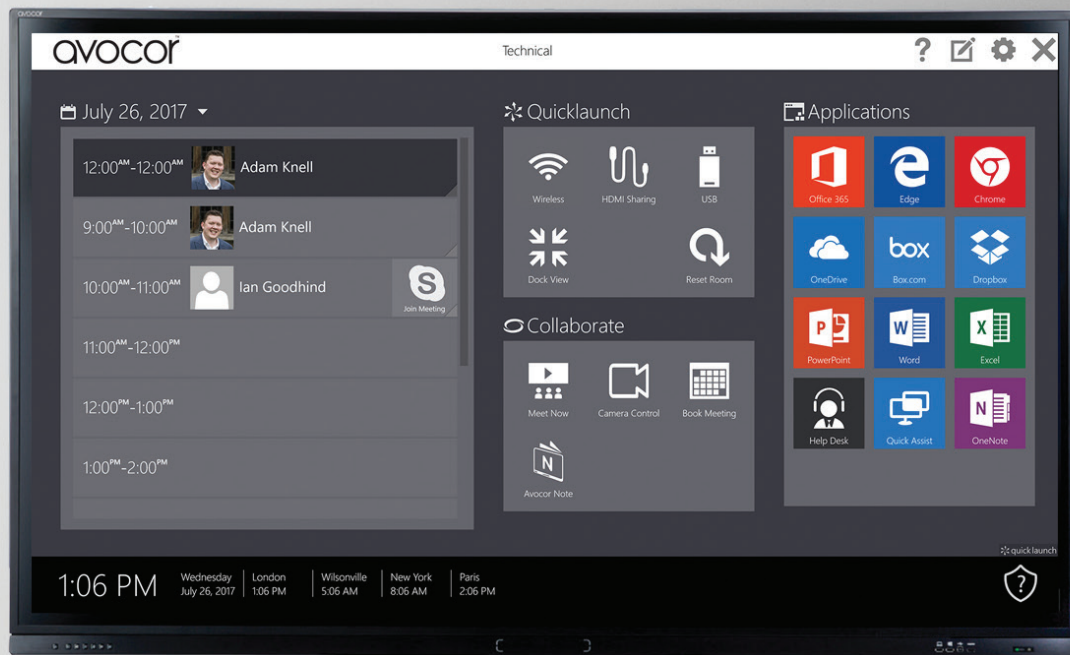 avocor
avocor
Technical
?
July 26, 2017
12:00AM-12:00AM Adam Knell
9:00AM-10:00AM Adam Knell
10:00AM-11:00AM Ian Goodhind
S
Join Meeting
11:00AM-12:00PM
12:00PM-1:00PM
1:00PM-2:00PM
Quicklaunch
Wireless HDMI Sharing USB
Dock View Reset Room
Collaborate
Meet Now Camera Control Book Meeting
N
Avocor Note
Applications
Office 365 Edge Chrome
box
OneDrive Box.com Dropbox
P W X
PowerPoint Word Excel
N
Help Desk Quick Assist OneNote
quicklaunch
1:06 PM
Wednesday
July 26, 2017
London
1:06 PM
Wilsonville
5:06 AM
New York
8:06 AM
Paris
2:06 PM
?